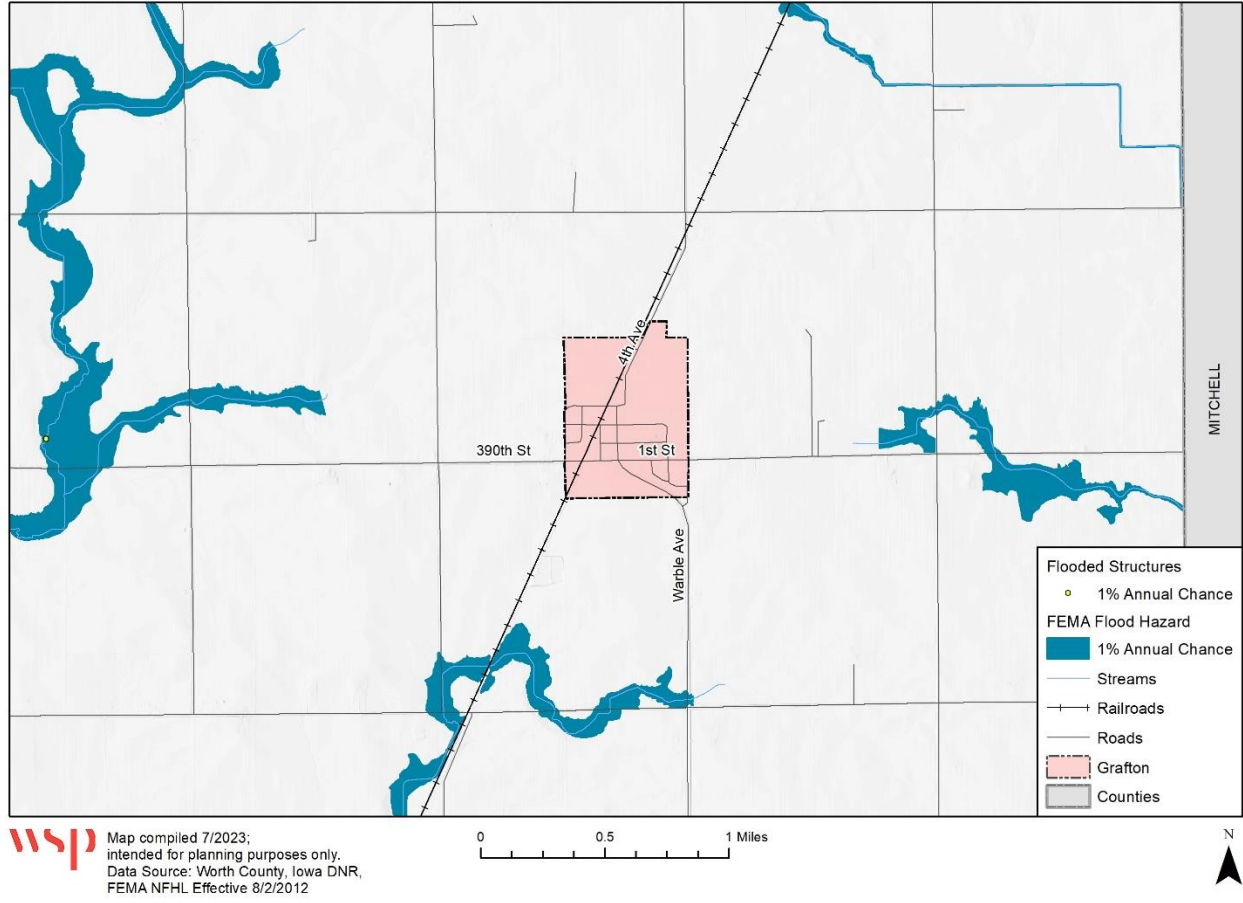 4th Ave
390th St
1st St
Warble Ave
MITCHELL
Flooded Structures
1% Annual Chance
FEMA Flood Hazard
1% Annual Chance
Streams
Railroads
Roads
Grafton
Counties
wsp
Map compiled 7/2023;
intended for planning purposes only.
Data Source: Worth County, Iowa DNR,
FEMA NFHL Effective 8/2/2012
0 0.5 1 Miles
N